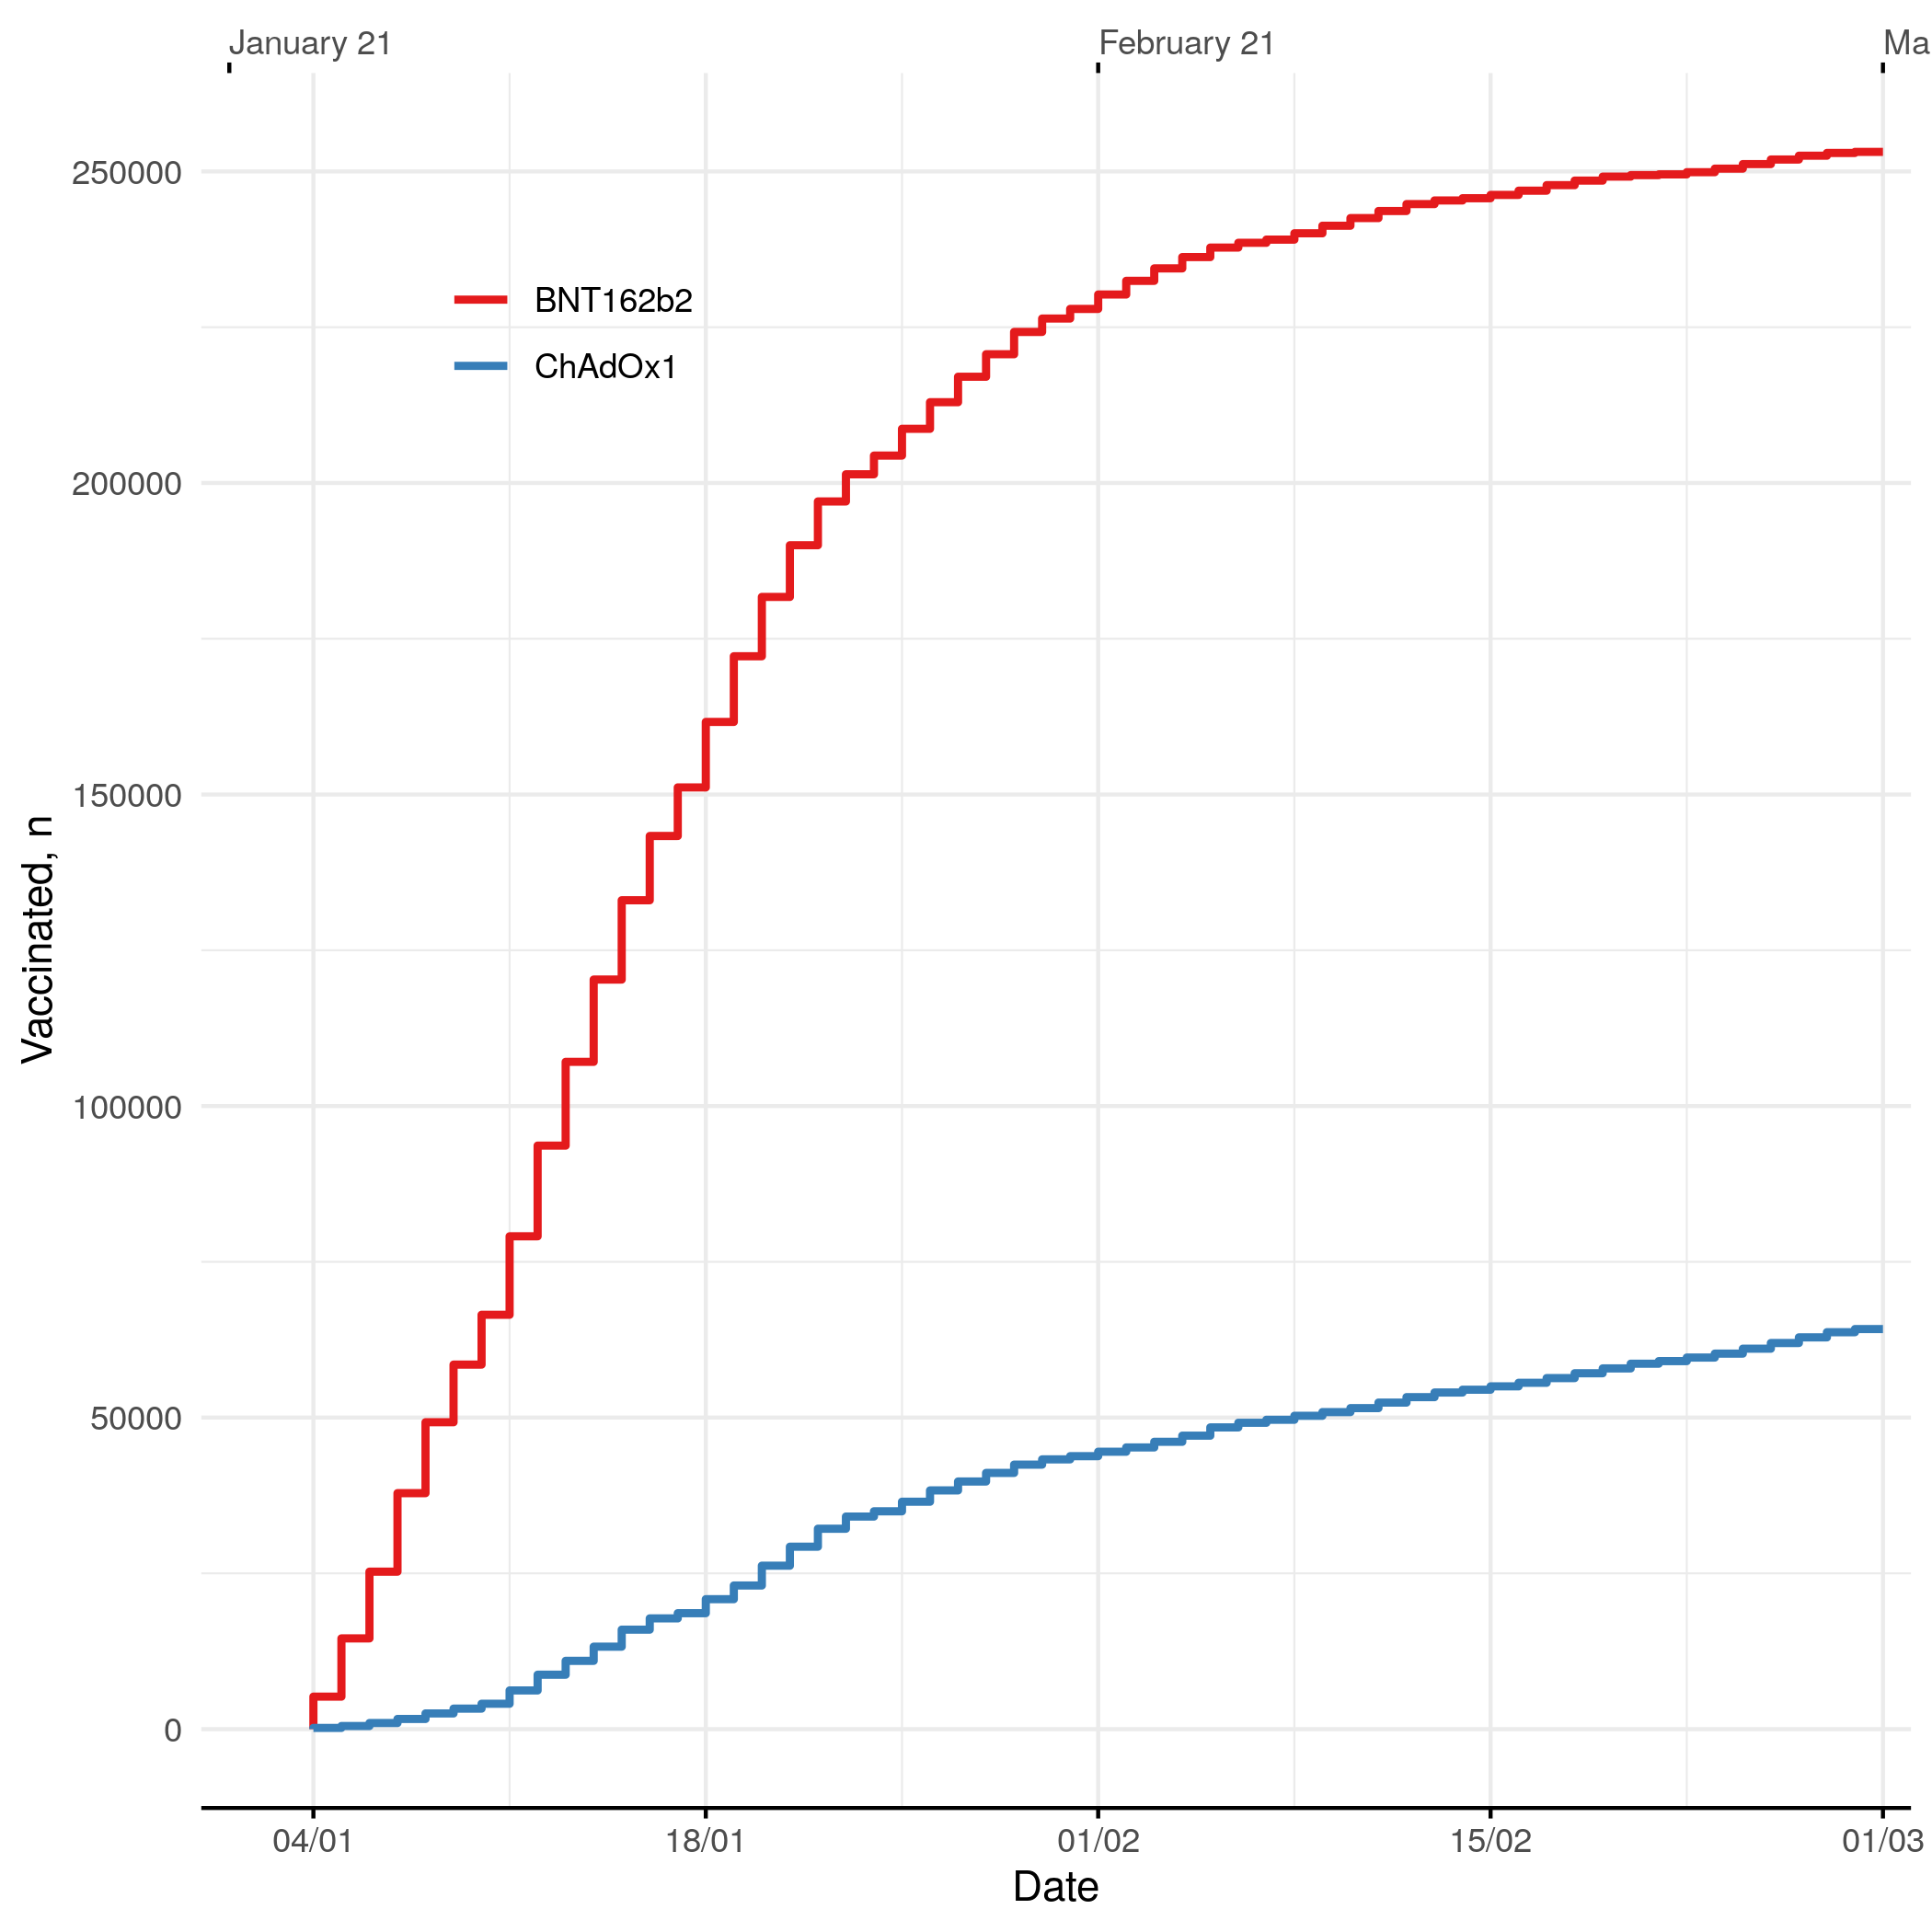 January 21 February 21 Ma
250000
BNT162b2
ChAdOx1
200000
150000
Vaccinated, n
100000
50000
0
04/01 18/01 01/02 15/02 01/03
Date